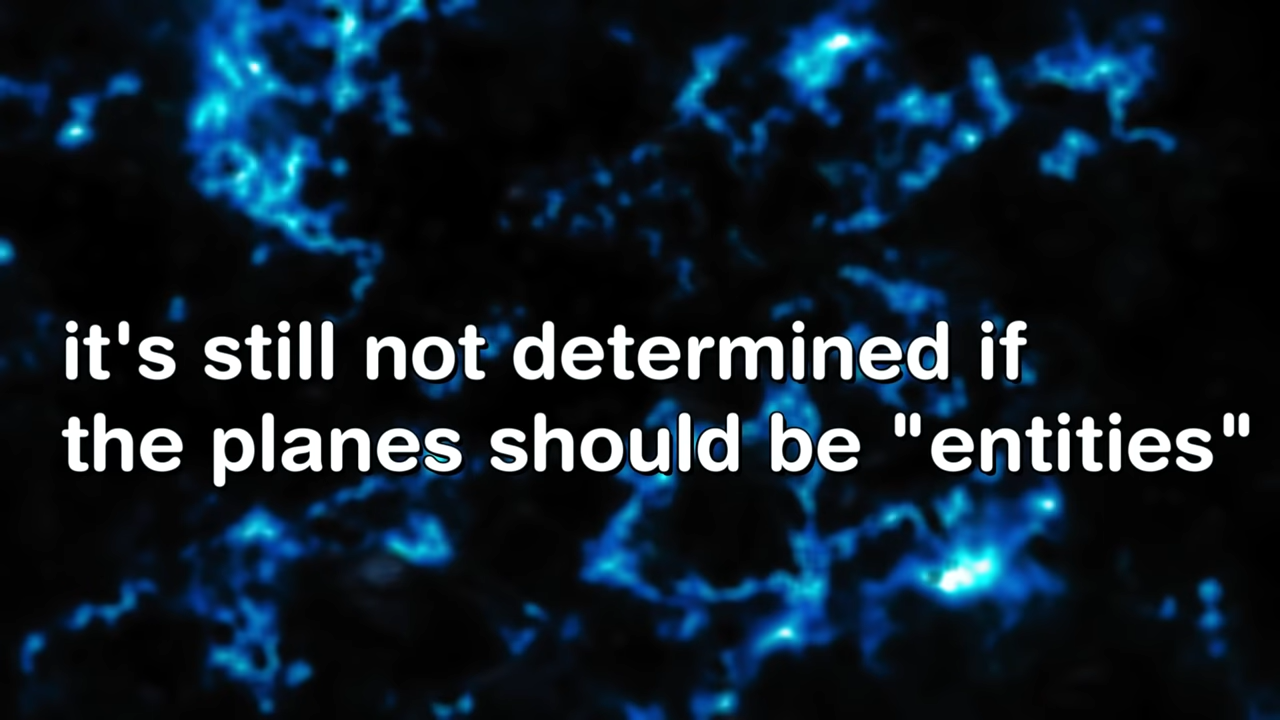 it's still not determined if
the planes should be "entities"